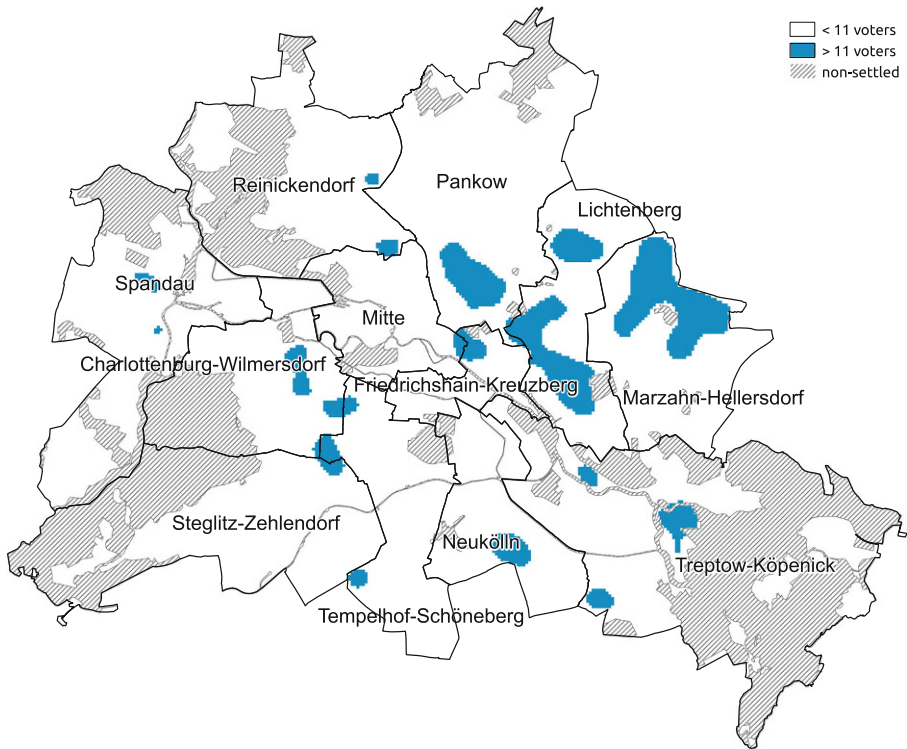 < 11 voters
> 11 voters
non-settled
Reinickendorf
Pankow
Lichtenberg
Spandau
Mitte
Charlottenburg-Wilmersdorf
Friedrichshain-Kreuzberg
Marzahn-Hellersdorf
Steglitz-Zehlendorf
Neukölln
Treptow-Köpenick
Tempelhof-Schöneberg